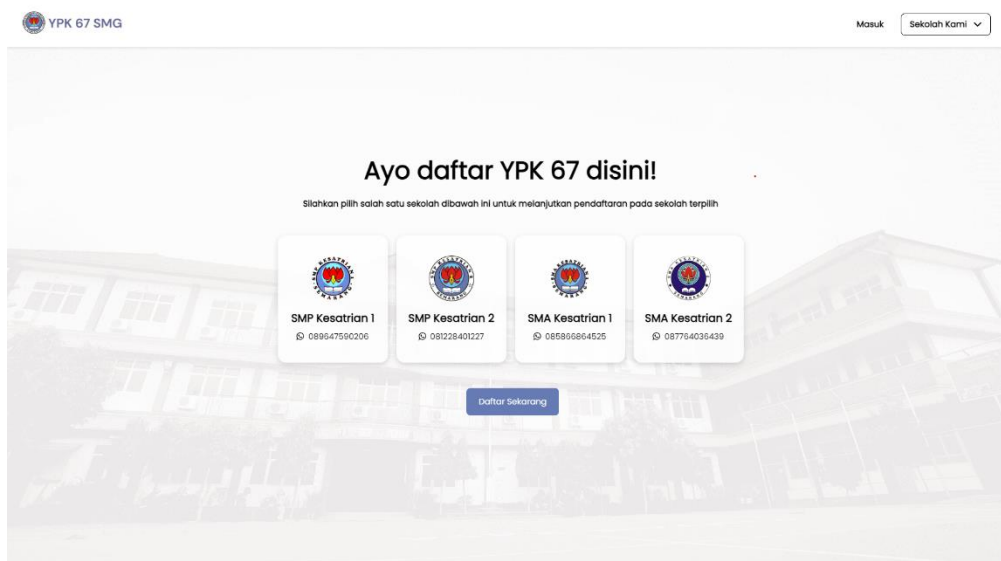 YPK 67 SMG
Masuk
Sekolah Kami
Ayo daftar YPK 67 disini!
Silahkan pilih salah satu sekolah dibawah ini untuk melanjutkan pendaftaran pada sekolah terpilih
SMP Kesatrian 1
089647590206
SMP Kesatrian 2
081228401227
SMA Kesatrian 1
085866864525
SMA Kesatrian 2
087764036439
Daftar Sekarang